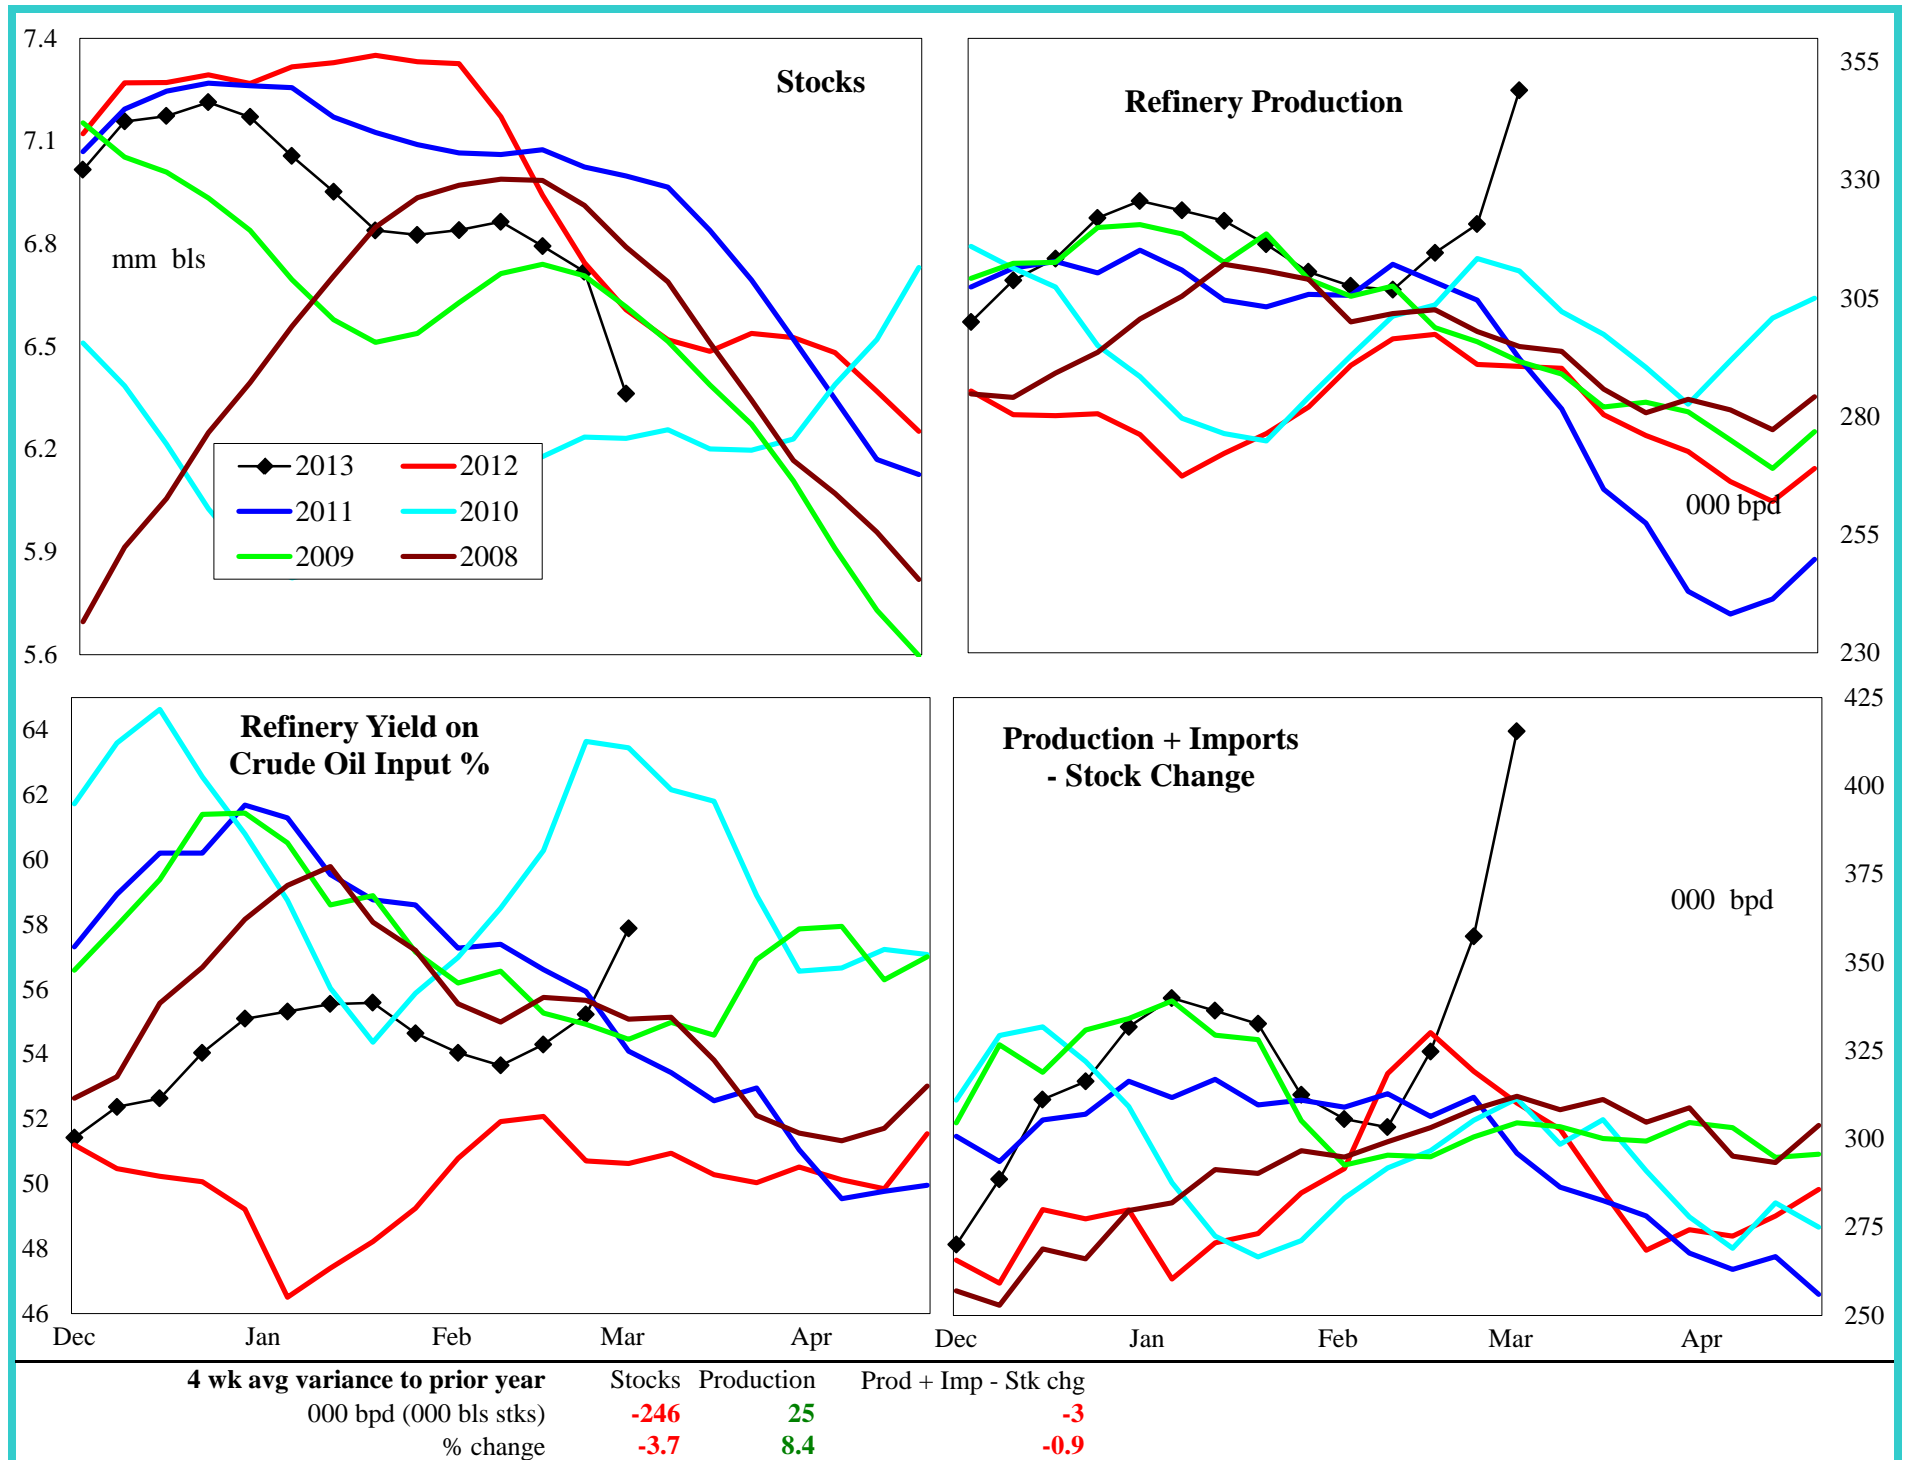 7.4
7.1
6.8
6.5
6.2
5.9
5.6
Stocks
mm bls
2013 2012
2011 2010
2009 2008
Refinery Production
000 bpd
355
330
305
280
255
230
64
62
60
58
56
54
52
50
48
46
Refinery Yield on
Crude Oil Input %
Dec Jan Feb Mar Apr
Production + Imports
- Stock Change
000 bpd
425
400
375
350
325
300
275
250
Dec Jan Feb Mar Apr
4 wk avg variance to prior year Stocks Production Prod + Imp - Stk chg
000 bpd (000 bls stks) -246 25 -3
% change -3.7 8.4 -0.9